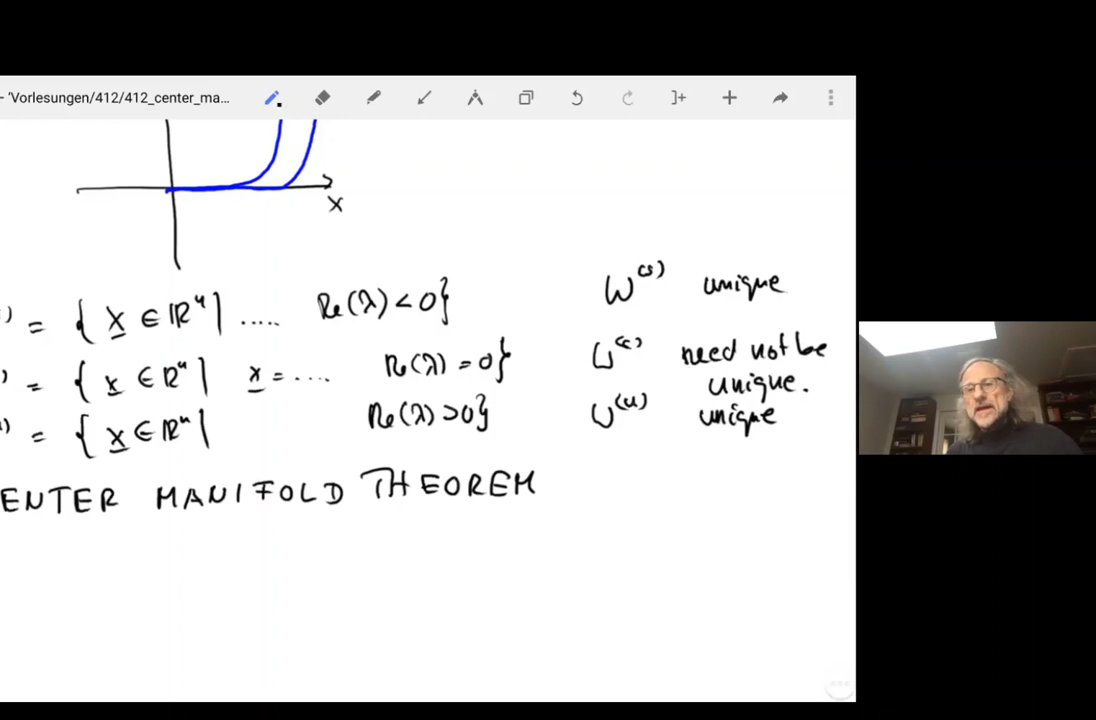 - 'Vorlesungen/412/412_center_ma...
x
) = { x ∈ ℝⁿ | ..... Re(λ) < 0} W⁽ˢ⁾ unique
) = { x ∈ ℝⁿ | x = .... Re(λ) = 0} W⁽ᶜ⁾ need not be unique.
) = { x ∈ ℝⁿ | Re(λ) > 0} W⁽ᵘ⁾ unique
ENTER MANIFOLD THEOREM